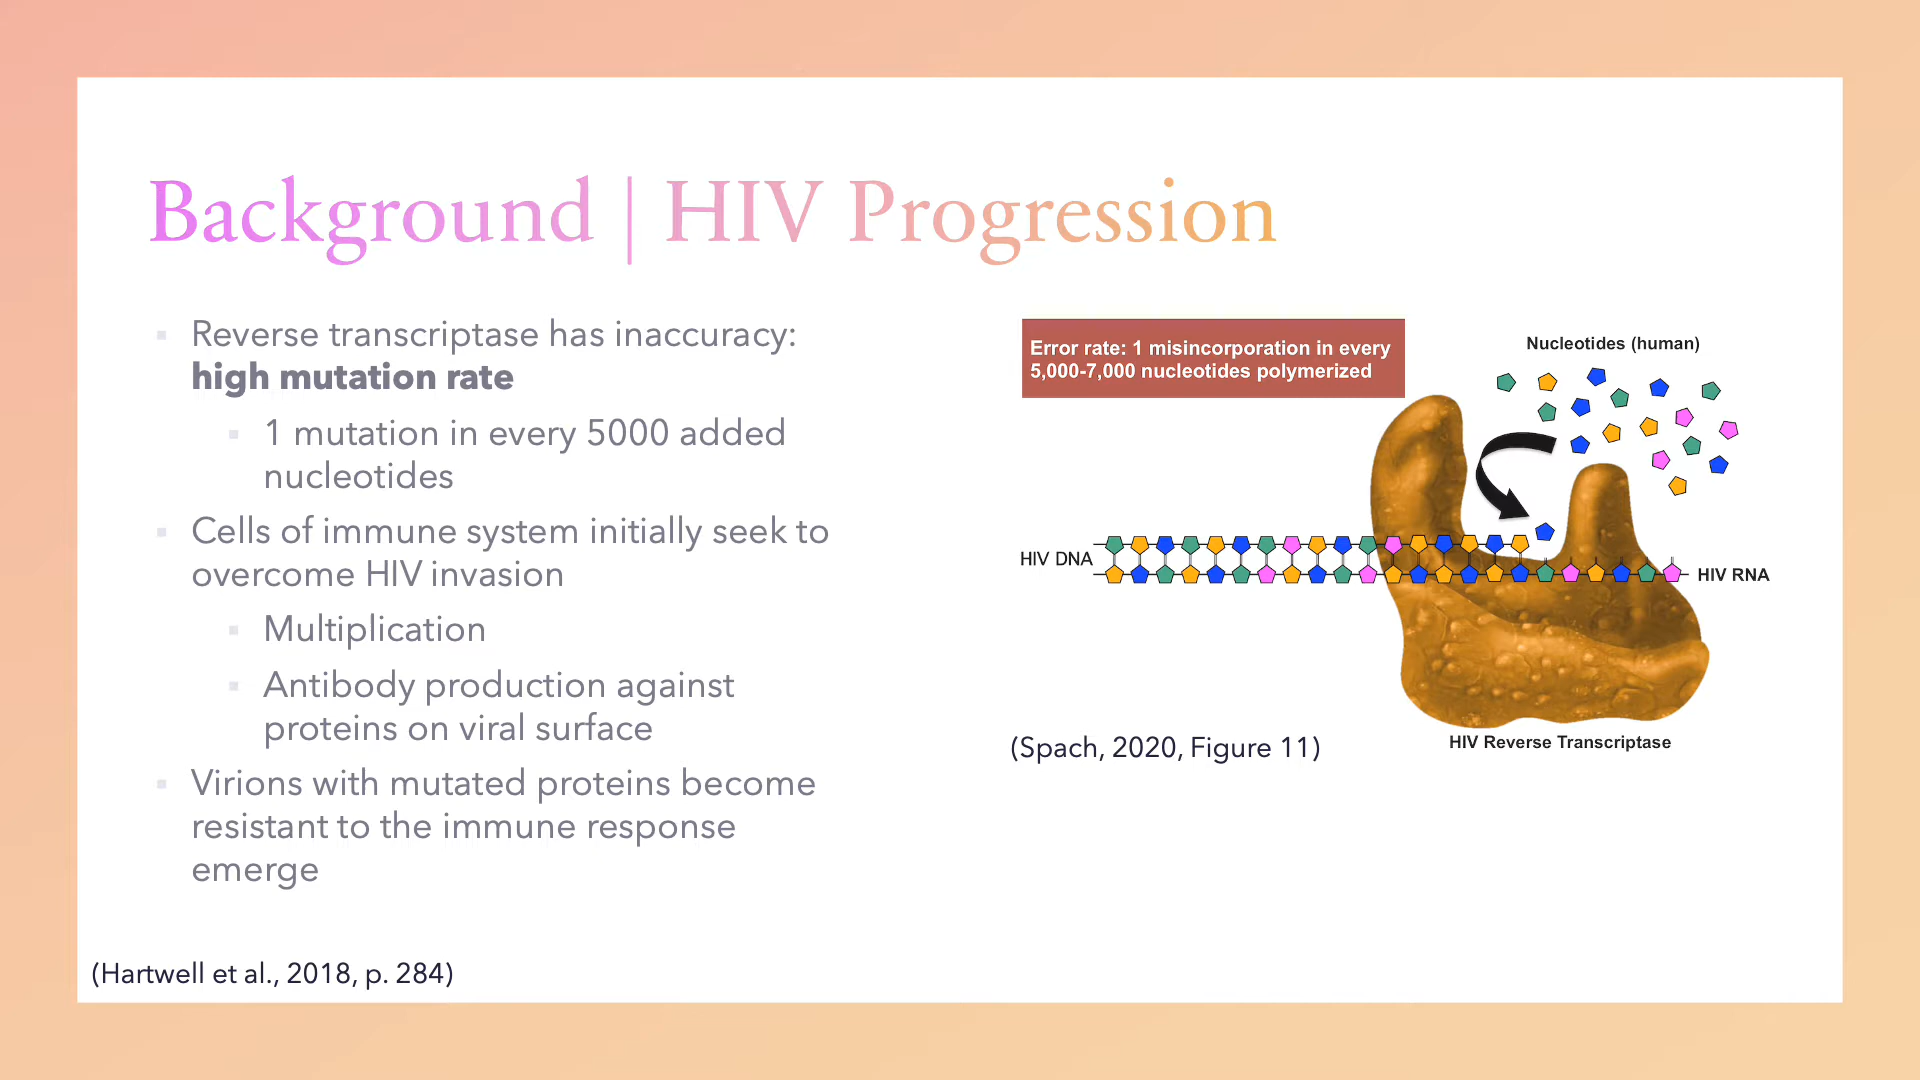 Background | HIV Progression
Reverse transcriptase has inaccuracy:
high mutation rate
1 mutation in every 5000 added
nucleotides
Cells of immune system initially seek to
overcome HIV invasion
Multiplication
Antibody production against
proteins on viral surface
Virions with mutated proteins become
resistant to the immune response
emerge
(Hartwell et al., 2018, p. 284)
Error rate: 1 misincorporation in every
5,000-7,000 nucleotides polymerized
Nucleotides (human)
HIV DNA
HIV RNA
HIV Reverse Transcriptase
(Spach, 2020, Figure 11)